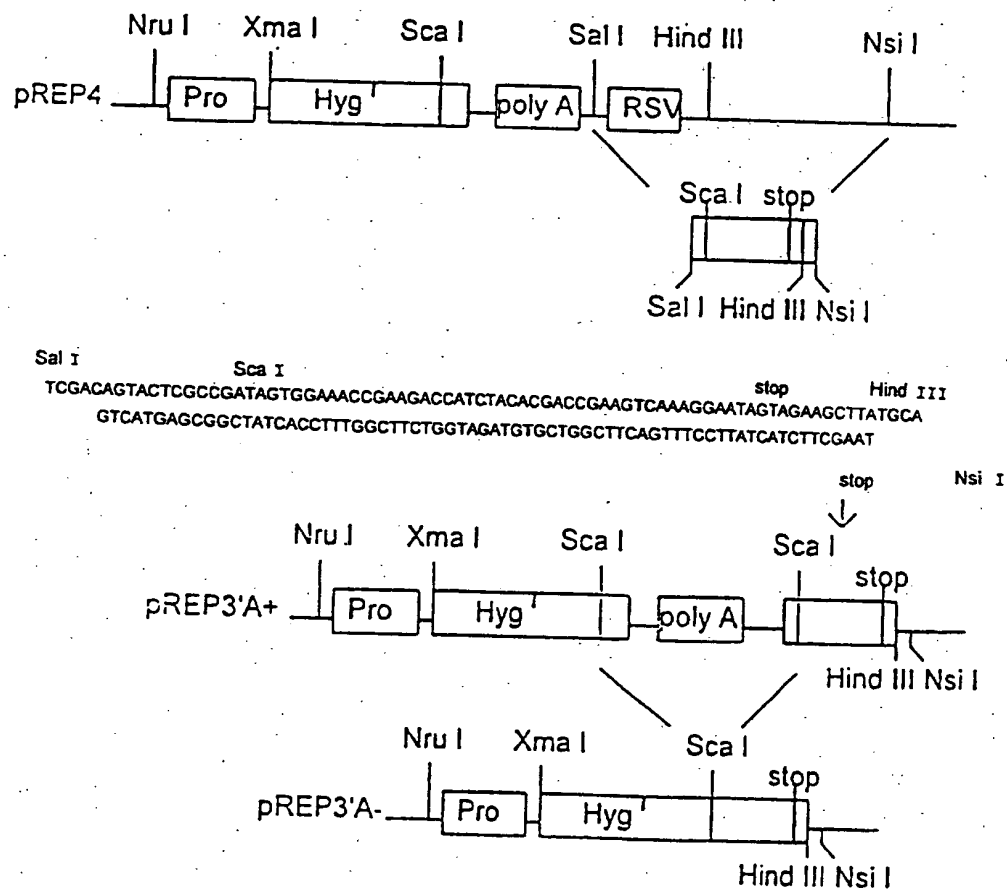 Nru I Xma I Sca I Sal I Hind III Nsi I
pREP4 Pro Hyg' poly A RSV
Sca I stop
Sal I Hind III Nsi I
Sal I Sca I stop Hind III
TCGACAGTACTCGCCGATAGTGGAAACCGAAGACCATCTACACGACCGAAGTCAAAGGAATAGTAGAAGCTTATGCA
GTCATGAGCGGCTATCACCTTTGGCTTCTGGTAGATGTGCTGGCTTCAGTTTCCTTATCATCTTCGAAT
stop Nsi I
Nru I Xma I Sca I Sca I
stop
pREP3'A+ Pro Hyg' poly A
Hind III Nsi I
Nru I Xma I Sca I
stop
pREP3'A- Pro Hyg'
Hind III Nsi I